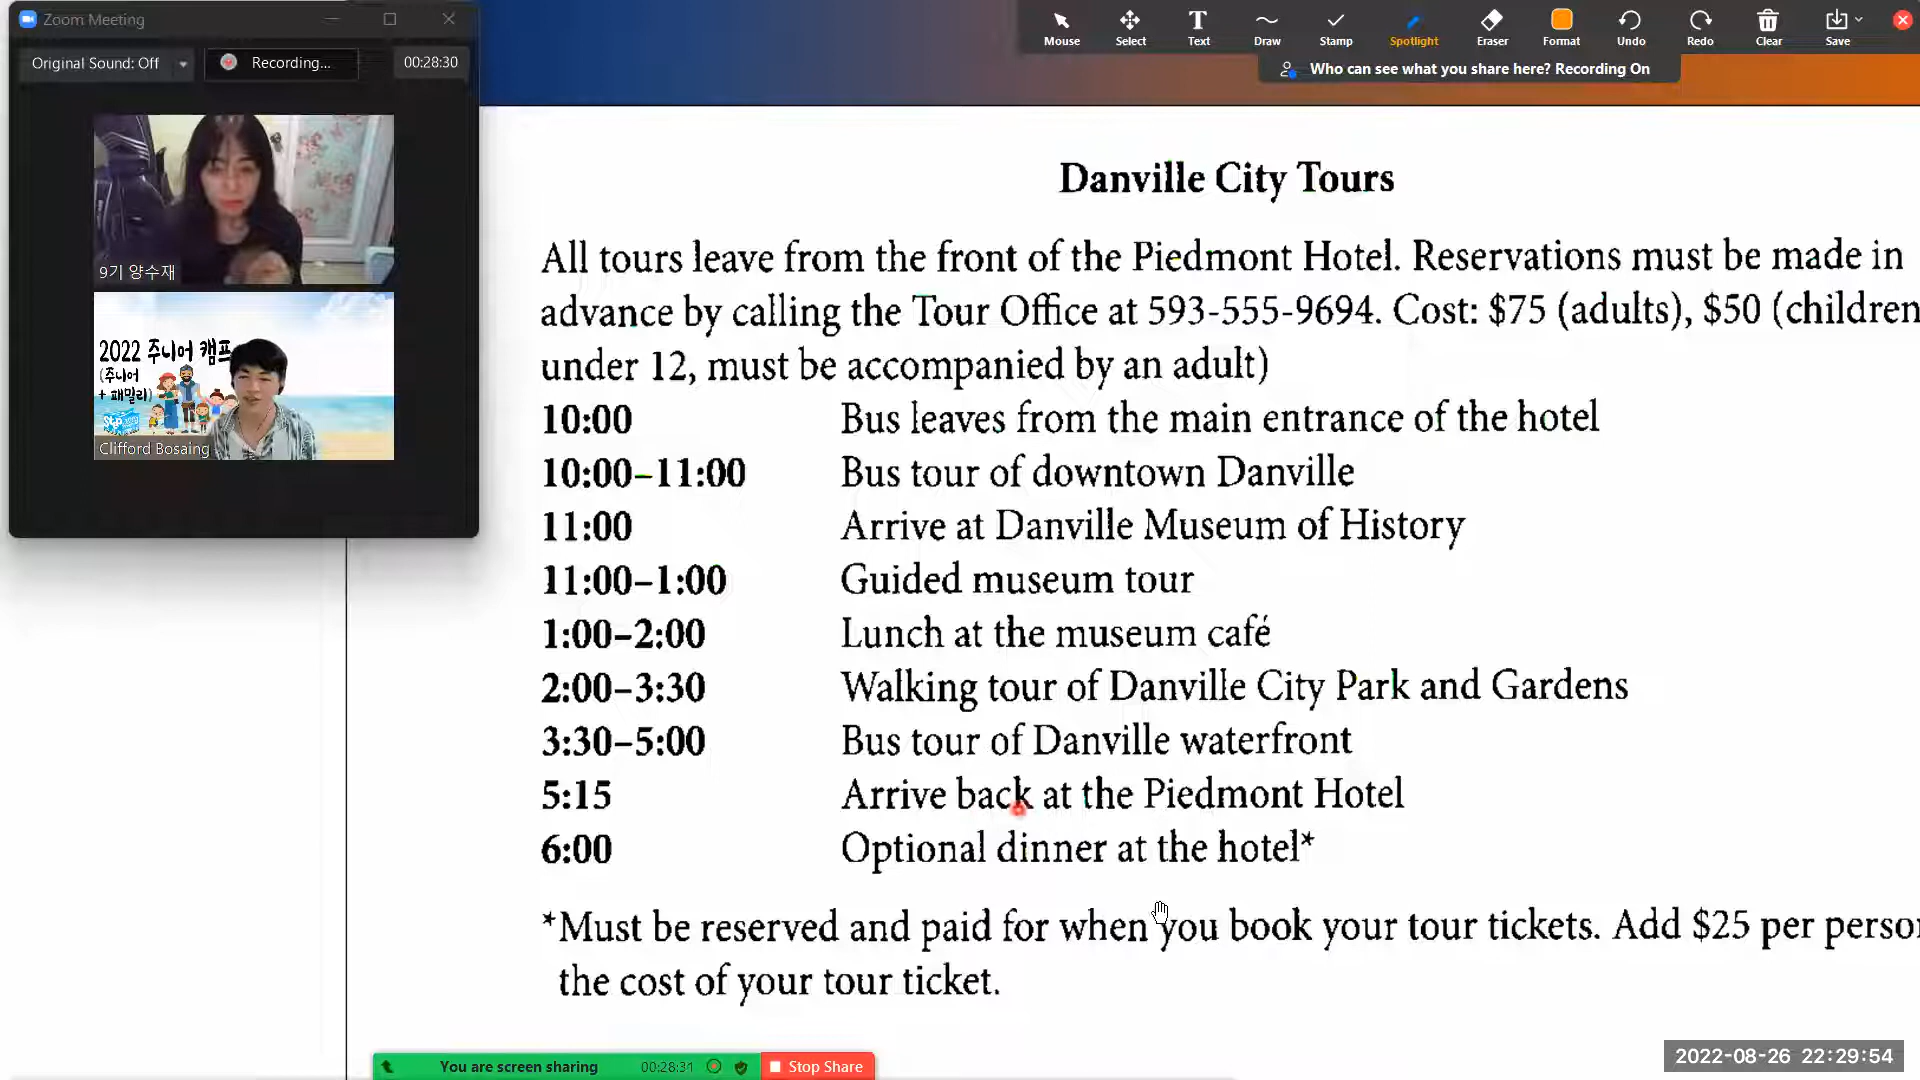 Zoom Meeting
Original Sound: Off
Recording...
00:28:30
9기 양수재
2022 주니어 캠프
(주니어
+ 패밀리)
Clifford Bosaing
Mouse
Select
Text
Draw
Stamp
Spotlight
Eraser
Format
Undo
Redo
Clear
Save
Who can see what you share here? Recording On
Danville City Tours
All tours leave from the front of the Piedmont Hotel. Reservations must be made in
advance by calling the Tour Office at 593-555-9694. Cost: $75 (adults), $50 (children
under 12, must be accompanied by an adult)
10:00 Bus leaves from the main entrance of the hotel
10:00–11:00 Bus tour of downtown Danville
11:00 Arrive at Danville Museum of History
11:00–1:00 Guided museum tour
1:00–2:00 Lunch at the museum café
2:00–3:30 Walking tour of Danville City Park and Gardens
3:30–5:00 Bus tour of Danville waterfront
5:15 Arrive back at the Piedmont Hotel
6:00 Optional dinner at the hotel*
*Must be reserved and paid for when you book your tour tickets. Add $25 per perso
the cost of your tour ticket.
You are screen sharing
00:28:31
Stop Share
2022-08-26 22:29:54